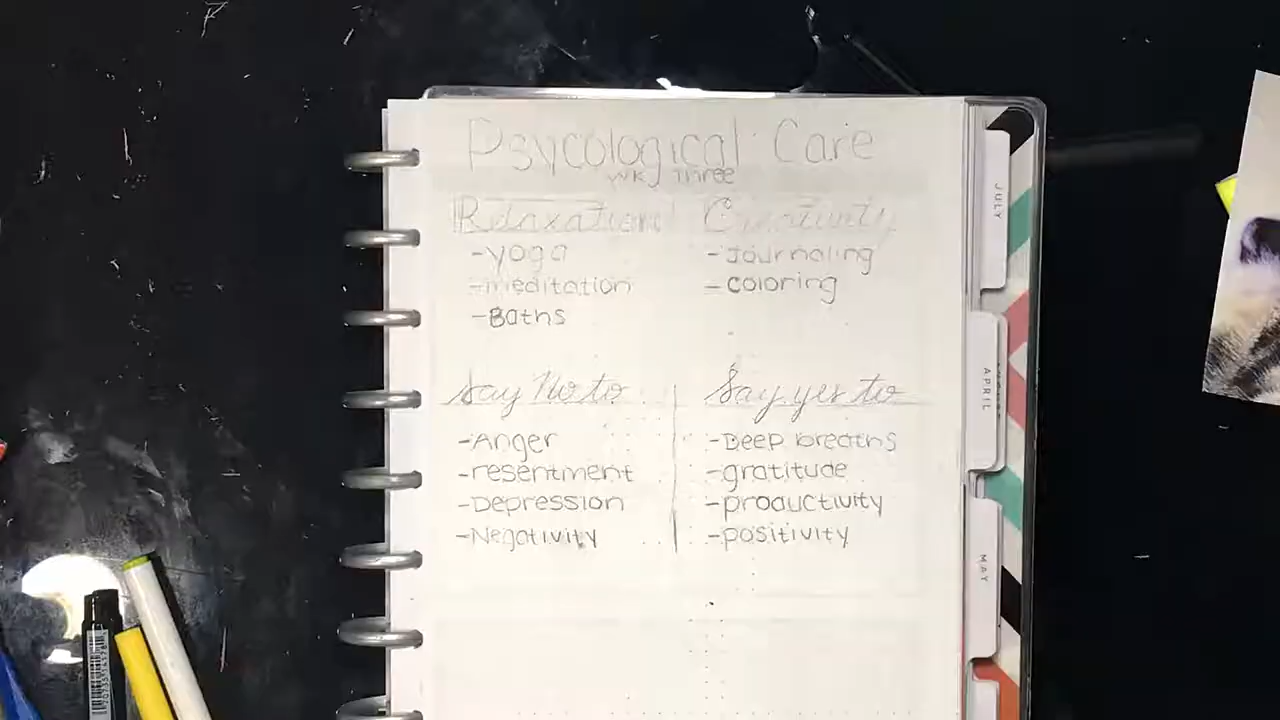 Psycological Care
WK Three
Relaxation
-yoga
-meditation
-Baths
Creativity
-Journaling
-coloring
Say No to
-Anger
-resentment
-Depression
-Negativity
Say yes to
-Deep breaths
-gratitude
-productivity
-positivity
JULY
APRIL
MAY